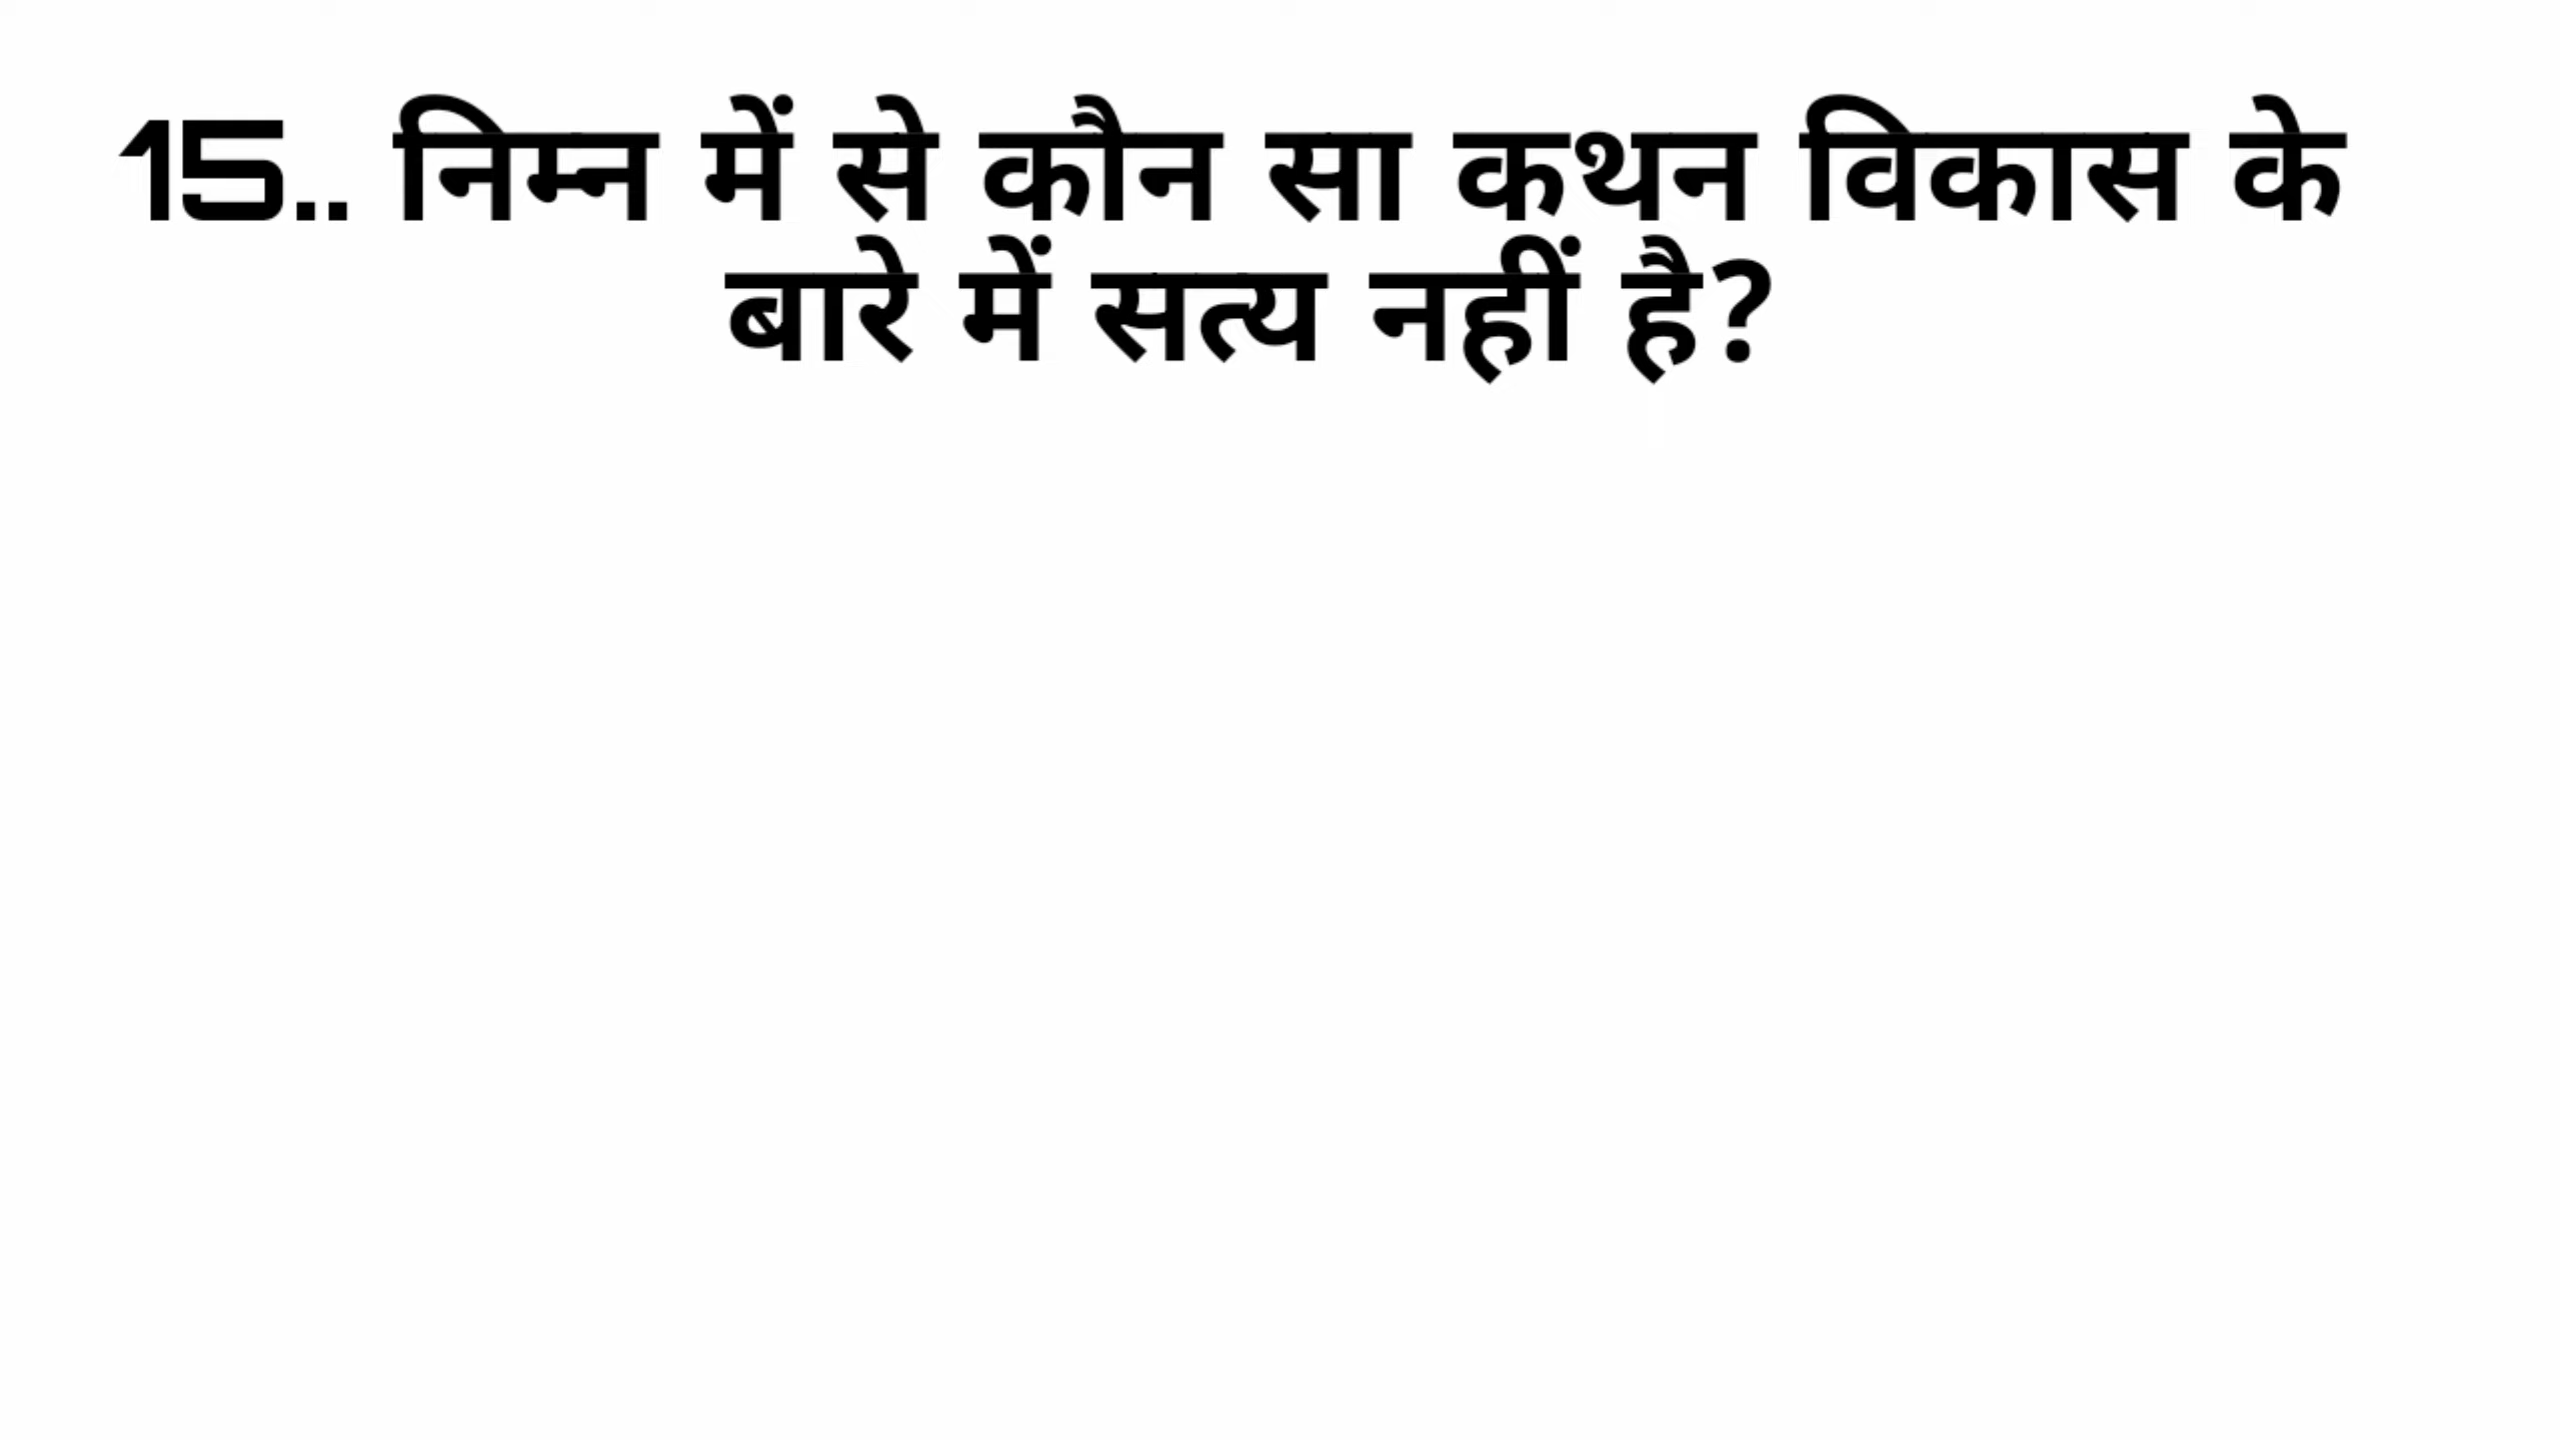 15.. निम्न में से कौन सा कथन विकास के
बारे में सत्य नहीं है?